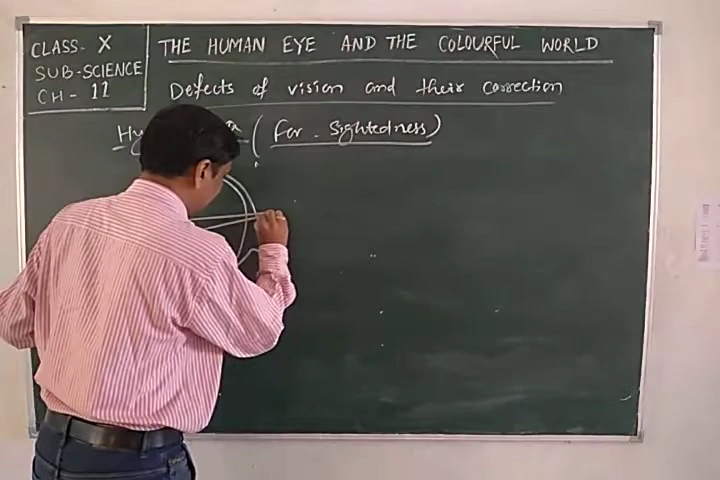 CLASS- X
SUB-SCIENCE
CH- 11
THE HUMAN EYE AND THE COLOURFUL WORLD
Defects of vision and their correction
(Far-Sightedness)